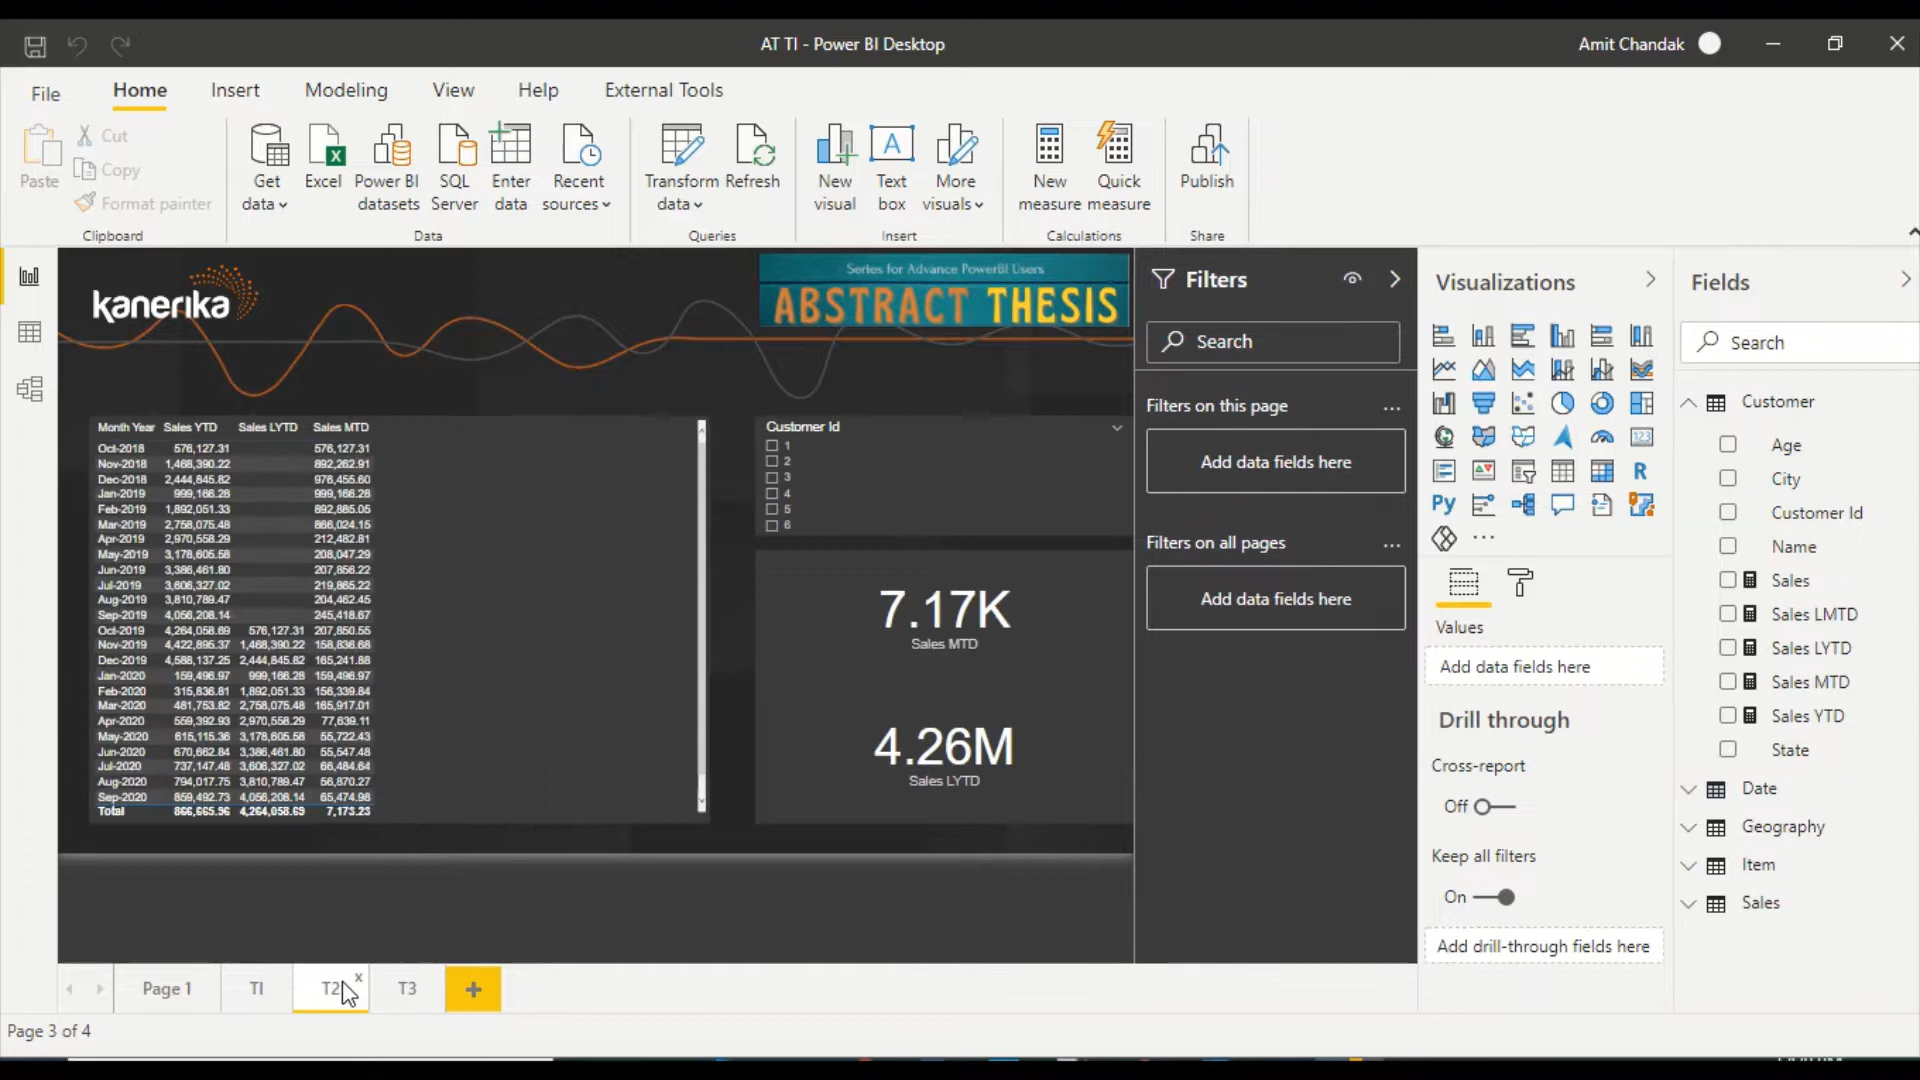 AT TI - Power BI Desktop
Amit Chandak
File
Home
Insert
Modeling
View
Help
External Tools
Paste
Cut
Copy
Format painter
Clipboard
Get data
Excel
Power BI datasets
SQL Server
Enter data
Recent sources
Data
Transform data
Refresh
Queries
New visual
Text box
More visuals
Insert
New measure
Quick measure
Calculations
Publish
Share
kanerika
Series for Advance PowerBI Users
ABSTRACT THESIS
Month Year Sales YTD Sales LYTD Sales MTD
Oct-2018 576,127.31 576,127.31
Nov-2018 1,468,390.22 892,262.91
Dec-2018 2,444,845.82 976,455.60
Jan-2019 999,166.28 999,166.28
Feb-2019 1,892,051.33 892,885.05
Mar-2019 2,758,075.48 866,024.15
Apr-2019 2,970,558.29 212,482.81
May-2019 3,178,605.58 208,047.29
Jun-2019 3,386,461.80 207,856.22
Jul-2019 3,606,327.02 219,865.22
Aug-2019 3,810,789.47 204,462.45
Sep-2019 4,056,208.14 245,418.67
Oct-2019 4,264,058.69 576,127.31 207,850.55
Nov-2019 4,422,895.37 1,468,390.22 158,836.68
Dec-2019 4,588,137.25 2,444,845.82 165,241.88
Jan-2020 159,496.97 999,166.28 159,496.97
Feb-2020 315,836.81 1,892,051.33 156,339.84
Mar-2020 481,753.82 2,758,075.48 165,917.01
Apr-2020 559,392.93 2,970,558.29 77,639.11
May-2020 615,115.36 3,178,605.58 55,722.43
Jun-2020 670,662.84 3,386,461.80 55,547.48
Jul-2020 737,147.48 3,606,327.02 66,484.64
Aug-2020 794,017.75 3,810,789.47 56,870.27
Sep-2020 859,492.73 4,056,208.14 65,474.98
Total 866,665.96 4,264,058.69 7,173.23
Customer Id
1
2
3
4
5
6
7.17K
Sales MTD
4.26M
Sales LYTD
Filters
Search
Filters on this page
...
Add data fields here
Filters on all pages
...
Add data fields here
Visualizations
123
R
Py
...
Values
Add data fields here
Drill through
Cross-report
Off
Keep all filters
On
Add drill-through fields here
Fields
Search
Customer
Age
City
Customer Id
Name
Sales
Sales LMTD
Sales LYTD
Sales MTD
Sales YTD
State
Date
Geography
Item
Sales
Page 1
TI
T2
x
T3
+
Page 3 of 4